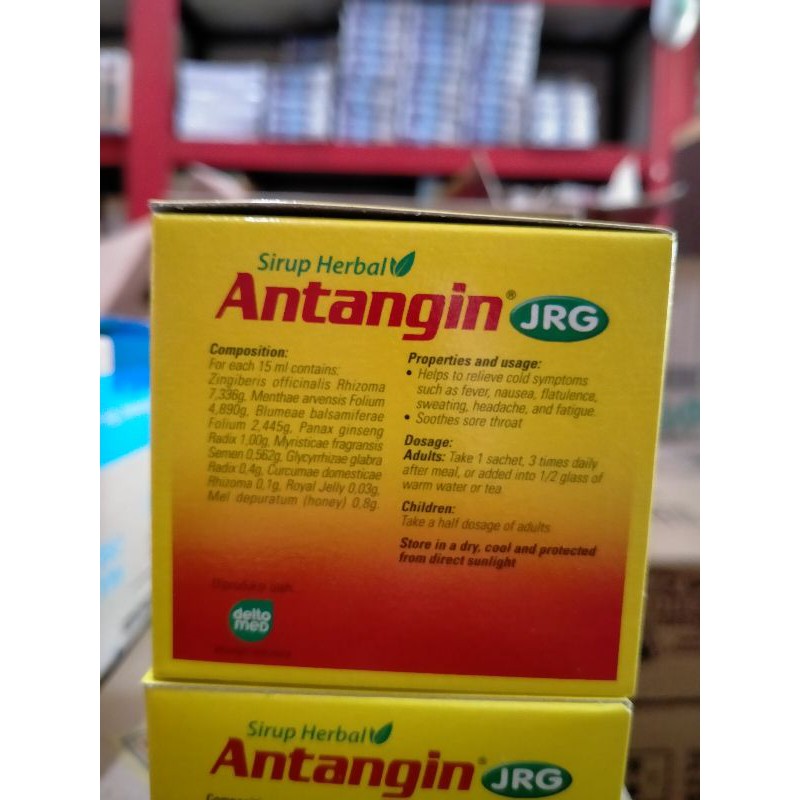 Sirup Herbal
Antangin® JRG
Composition:
For each 15 ml contains:
Zingiberis officinalis Rhizoma
7,336g, Menthae arvensis Folium
4,890g, Blumeae balsamiferae
Folium 2,445g, Panax ginseng
Radix 1,00g, Myristicae fragransis
Semen 0,562g, Glycyrrhizae glabra
Radix 0,4g, Curcumae domesticae
Rhizoma 0,1g, Royal Jelly 0,03g,
Mel depuratum (honey) 0,8g.
Properties and usage:
• Helps to relieve cold symptoms
such as fever, nausea, flatulence,
sweating, headache, and fatigue.
• Soothes sore throat
Dosage:
Adults: Take 1 sachet, 3 times daily
after meal, or added into 1/2 glass of
warm water or tea.
Children:
Take a half dosage of adults.
Store in a dry, cool and protected
from direct sunlight
delto
med
Sirup Herbal
Antangin® JRG